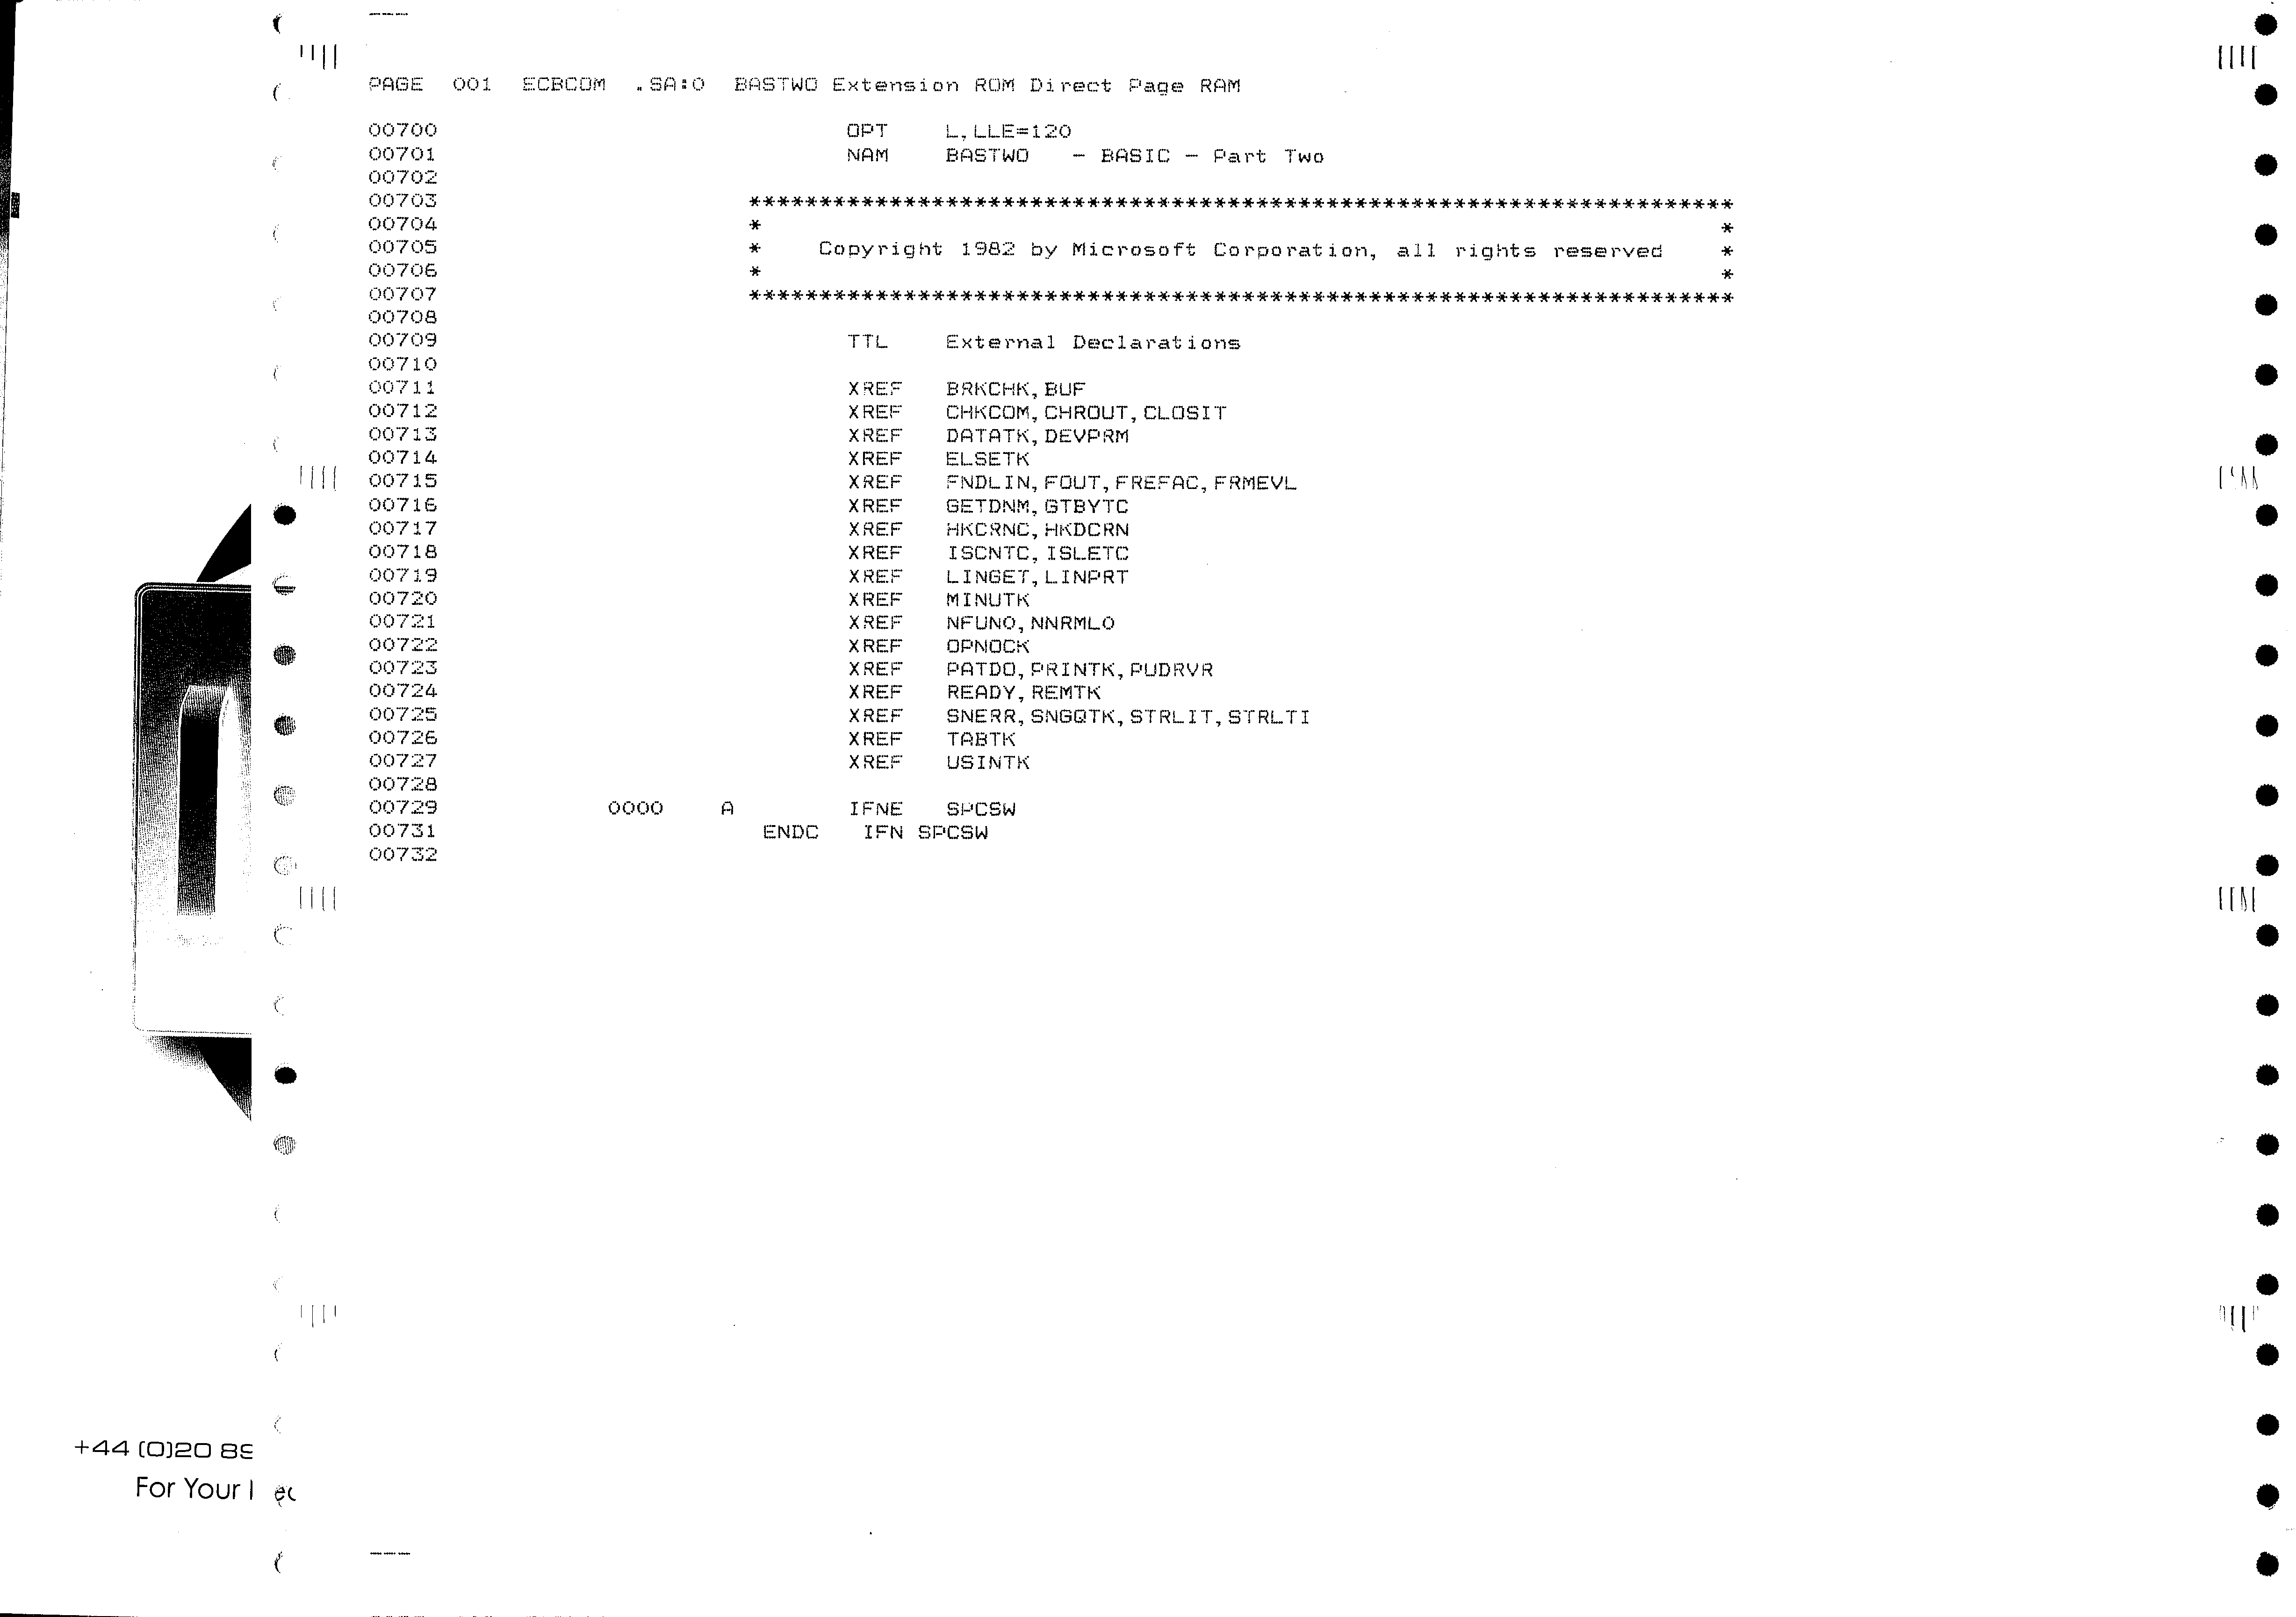 PAGE 001 ECBCOM .SA:0 BASTWO Extension ROM Direct Page RAM
00700 OPT L,LLE=120
00701 NAM BASTWO - BASIC - Part Two
00702
00703 **********************************************************************
00704 * *
00705 * Copyright 1982 by Microsoft Corporation, all rights reserved *
00706 * *
00707 **********************************************************************
00708
00709 TTL External Declarations
00710
00711 XREF BRKCHK,BUF
00712 XREF CHKCOM,CHROUT,CLOSIT
00713 XREF DATATK,DEVPRM
00714 XREF ELSETK
00715 XREF FNDLIN,FOUT,FREFAC,FRMEVL
00716 XREF GETDNM,GTBYTC
00717 XREF HKCRNC,HKDCRN
00718 XREF ISCNTC,ISLETC
00719 XREF LINGET,LINPRT
00720 XREF MINUTK
00721 XREF NFUNO,NNRMLO
00722 XREF OPNOCK
00723 XREF PATDO,PRINTK,PUDRVR
00724 XREF READY,REMTK
00725 XREF SNERR,SNGQTK,STRLIT,STRLTI
00726 XREF TABTK
00727 XREF USINTK
00728
00729 0000 A IFNE SPCSW
00731 ENDC IFN SPCSW
00732
+44 (0)20 89
For Your